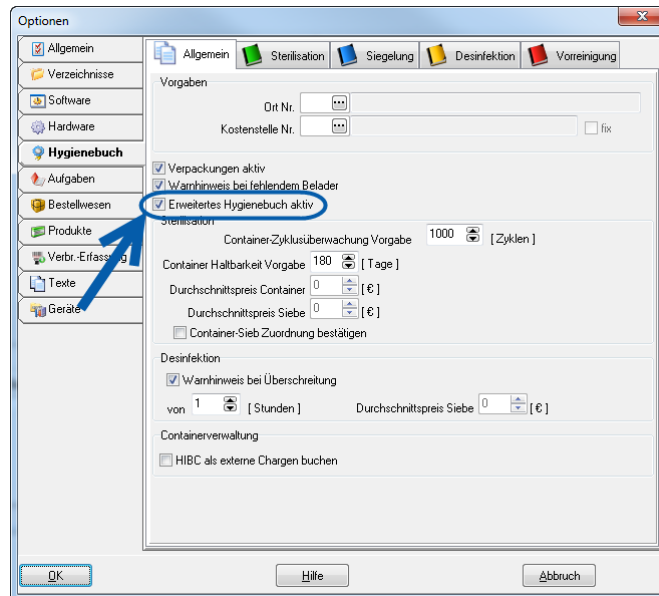 Optionen
Allgemein
Verzeichnisse
Software
Hardware
Hygienebuch
Aufgaben
Bestellwesen
Produkte
Verbr.-Erfassung
Texte
Geräte
Allgemein Sterilisation Siegelung Desinfektion Vorreinigung
Vorgaben
Ort Nr. ...
Kostenstelle Nr. ... fix
Verpackungen aktiv
Warnhinweis bei fehlendem Belader
Erweitertes Hygienebuch aktiv
Sterilisation
Container-Zyklusüberwachung Vorgabe 1000 [ Zyklen ]
Container Haltbarkeit Vorgabe 180 [ Tage ]
Durchschnittspreis Container 0 [ € ]
Durchschnittspreis Siebe 0 [ € ]
Container-Sieb Zuordnung bestätigen
Desinfektion
Warnhinweis bei Überschreitung
von 1 [ Stunden ] Durchschnittspreis Siebe 0 [ € ]
Containerverwaltung
HIBC als externe Chargen buchen
OK Hilfe Abbruch